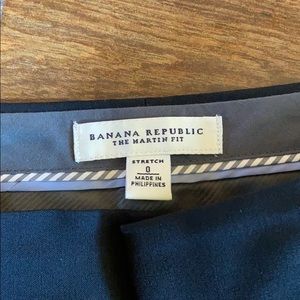 BANANA REPUBLIC
THE MARTIN FIT
STRETCH
0
MADE IN
PHILIPPINES